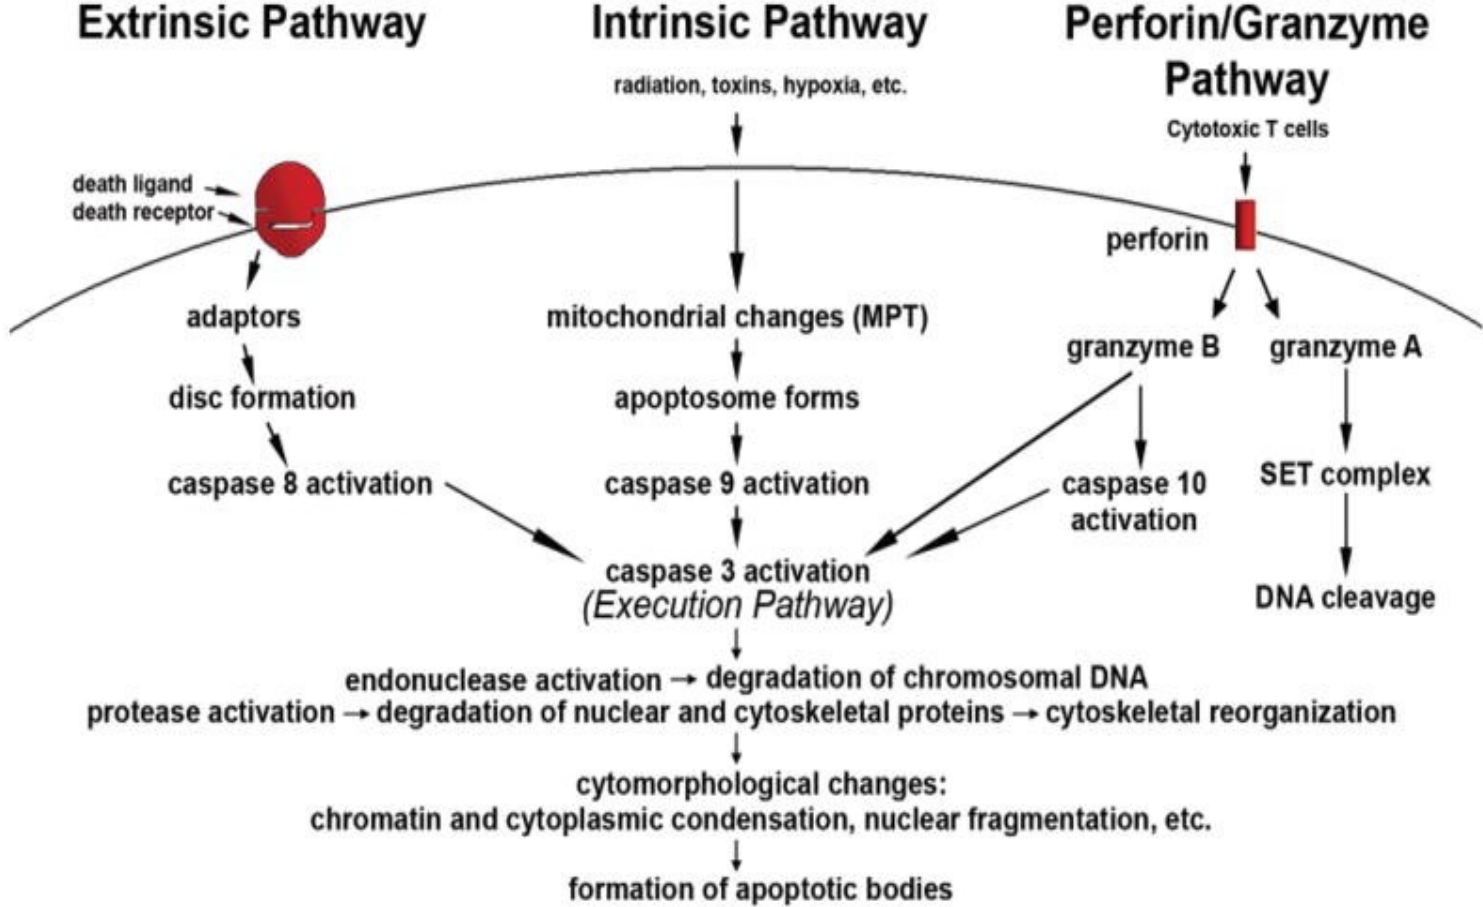 Extrinsic Pathway
Intrinsic Pathway
Perforin/Granzyme
Pathway
radiation, toxins, hypoxia, etc.
Cytotoxic T cells
death ligand
death receptor
perforin
adaptors
mitochondrial changes (MPT)
granzyme B
granzyme A
disc formation
apoptosome forms
caspase 8 activation
caspase 9 activation
caspase 10
activation
SET complex
DNA cleavage
caspase 3 activation
(Execution Pathway)
endonuclease activation → degradation of chromosomal DNA
protease activation → degradation of nuclear and cytoskeletal proteins → cytoskeletal reorganization
cytomorphological changes:
chromatin and cytoplasmic condensation, nuclear fragmentation, etc.
formation of apoptotic bodies